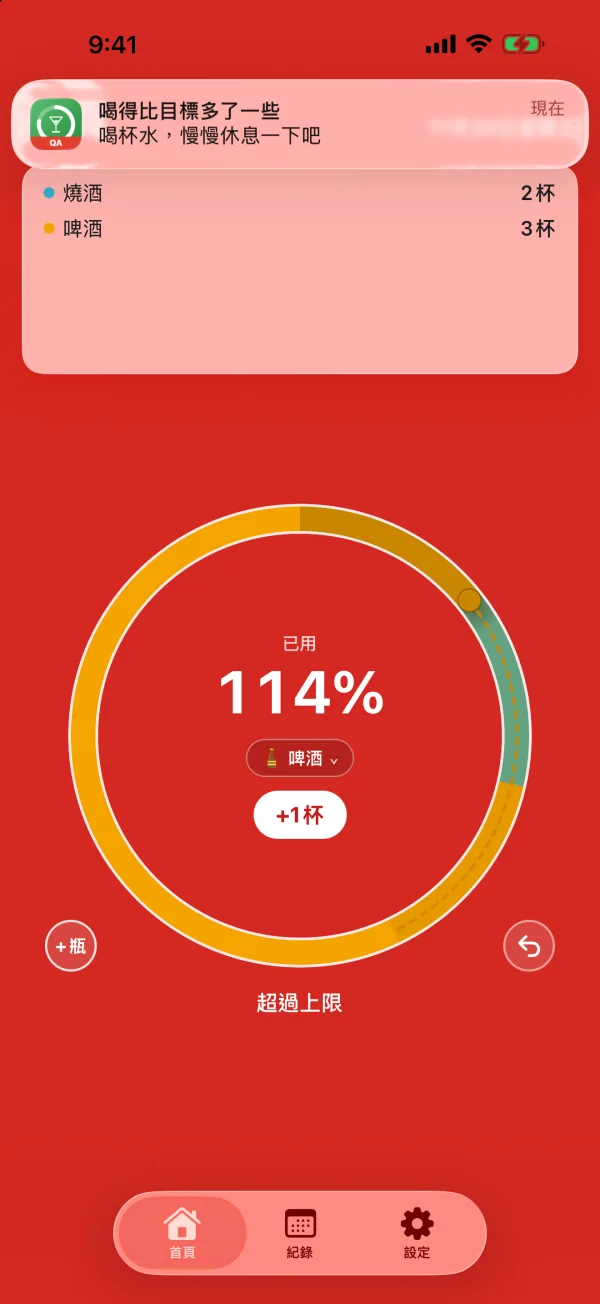 9:41
喝得比目標多了一些
現在
喝杯水，慢慢休息一下吧
QA
燒酒
2杯
啤酒
3杯
已用
114%
啤酒
+1杯
+瓶
超過上限
首頁
紀錄
設定